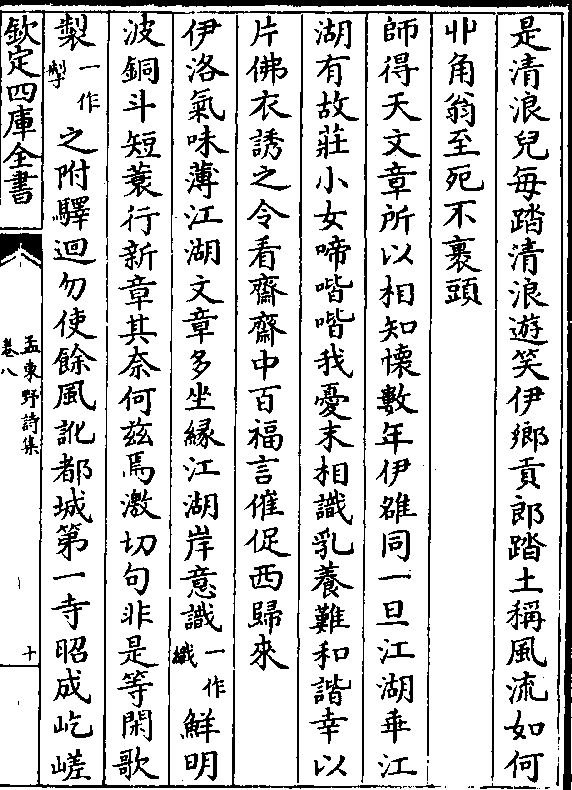 是清浪兒毎踏清浪遊笑伊鄉貢郎踏土稱風流如何
丱角翁至死不裹頭
師得天文章所以相知懷數年伊雒同一旦江湖乖江
湖有故莊小女啼喈喈我憂未相識乳養難和諧幸以
片佛衣誘之令看齋齋中百福言催促西歸來
伊洛氣味薄江湖文章多坐緣江湖岸意識一作織鮮明
波銅斗短蓑行新章其奈何茲焉激切句非是等閑歌
製一作掣之附驛迴勿使餘風訛都城第一寺昭成屹嵯
欽定四庫全書
孟東野詩集
卷八
十